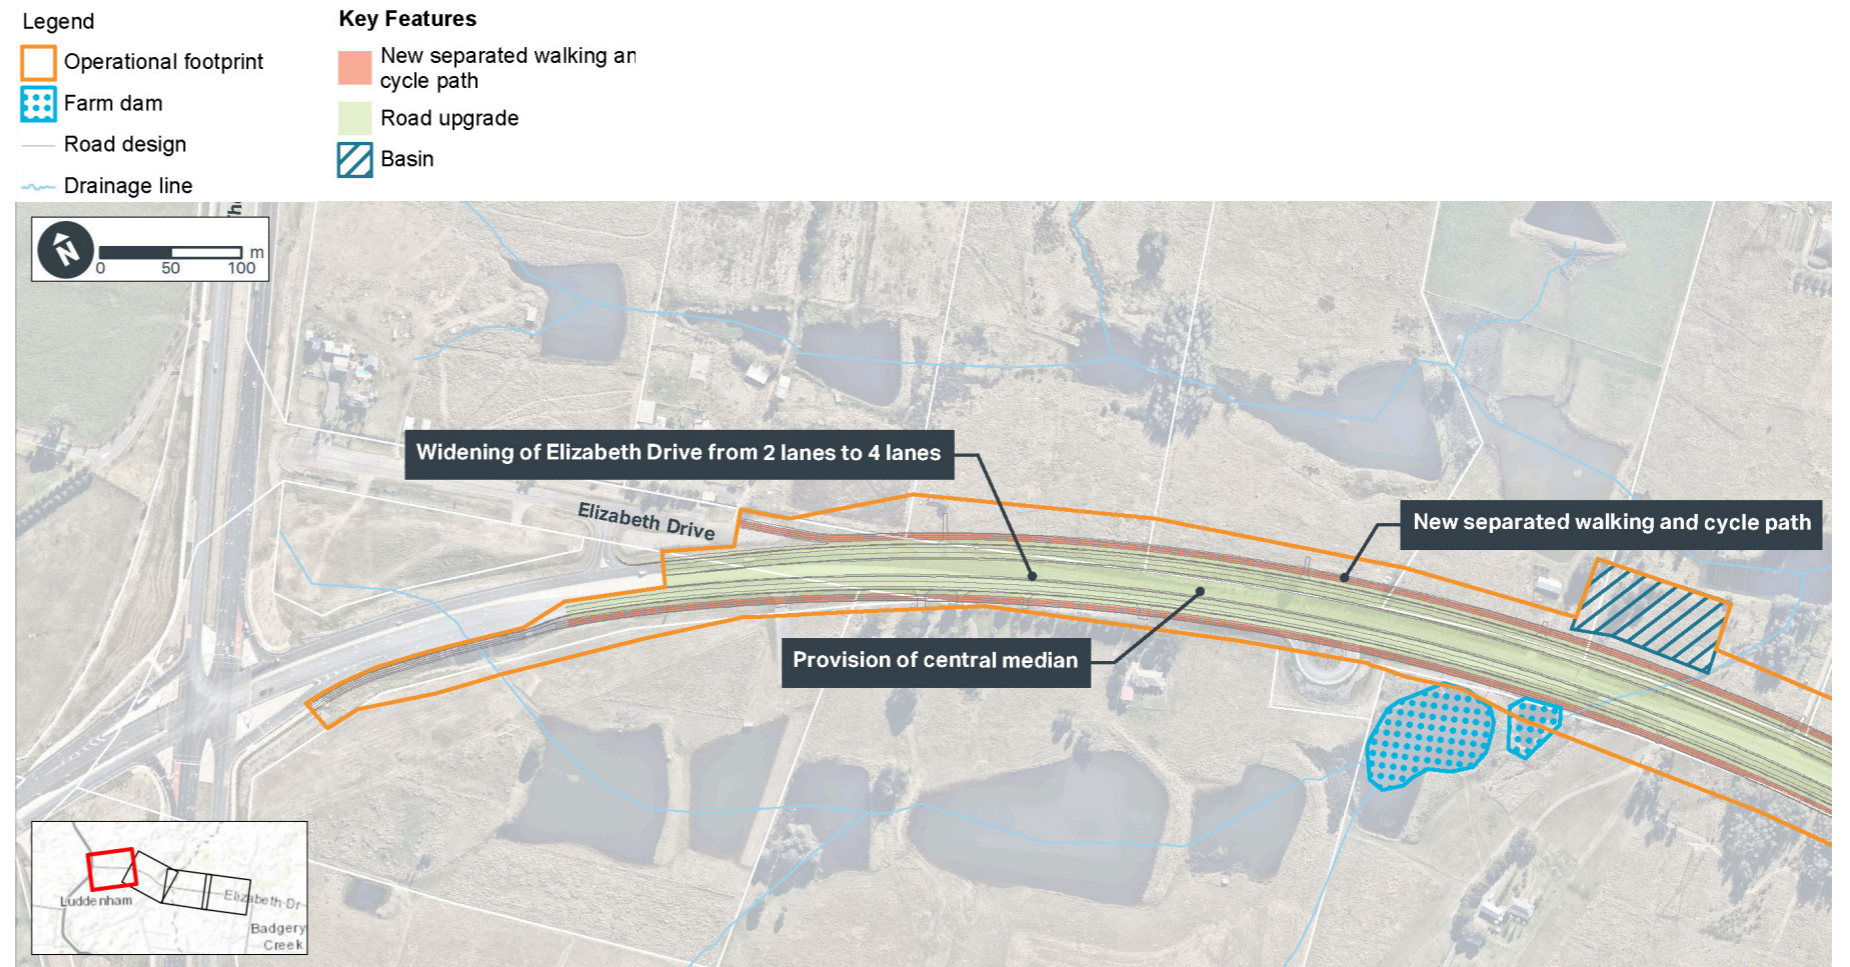 Legend
Operational footprint
Farm dam
Road design
Drainage line
Key Features
New separated walking an
cycle path
Road upgrade
Basin
N
0 50 100 m
Widening of Elizabeth Drive from 2 lanes to 4 lanes
Elizabeth Drive
New separated walking and cycle path
Provision of central median
Luddenham
Elizabeth Dr
Badgery
Creek